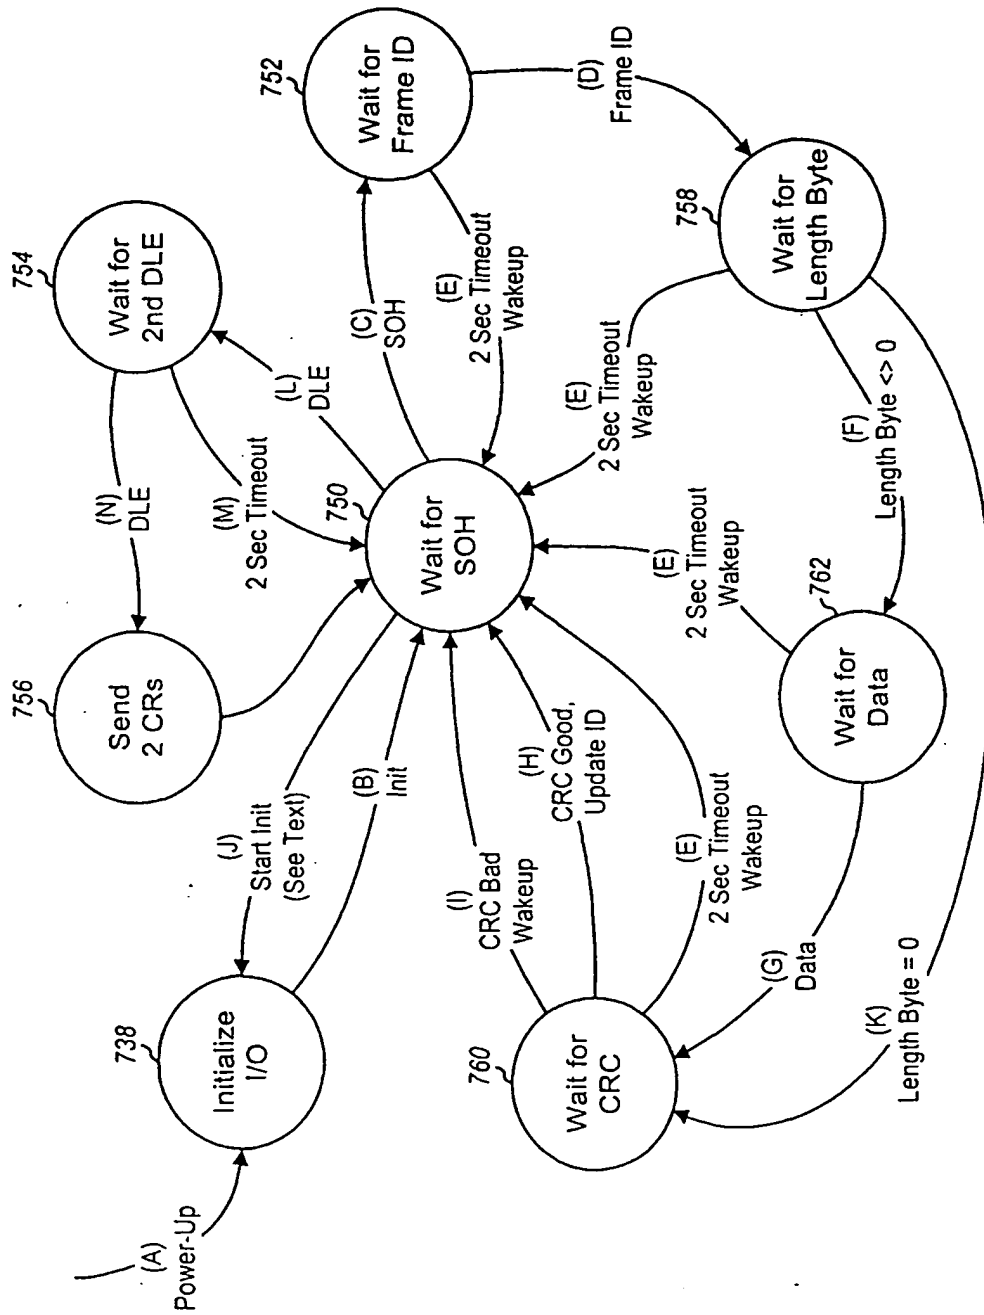 (A)
Power-Up
738
Initialize
I/O
(J)
Start Init
(See Text)
(B)
Init
756
Send
2 CRs
(N)
DLE
754
Wait for
2nd DLE
(M)
2 Sec Timeout
(L)
DLE
750
Wait for
SOH
(C)
SOH
752
Wait for
Frame ID
(E)
2 Sec Timeout
Wakeup
(D)
Frame ID
758
Wait for
Length Byte
(E)
2 Sec Timeout
Wakeup
(F)
Length Byte <> 0
762
Wait for
Data
(E)
2 Sec Timeout
Wakeup
(G)
Data
(K)
Length Byte = 0
760
Wait for
CRC
(I)
CRC Bad
Wakeup
(H)
CRC Good,
Update ID
(E)
2 Sec Timeout
Wakeup